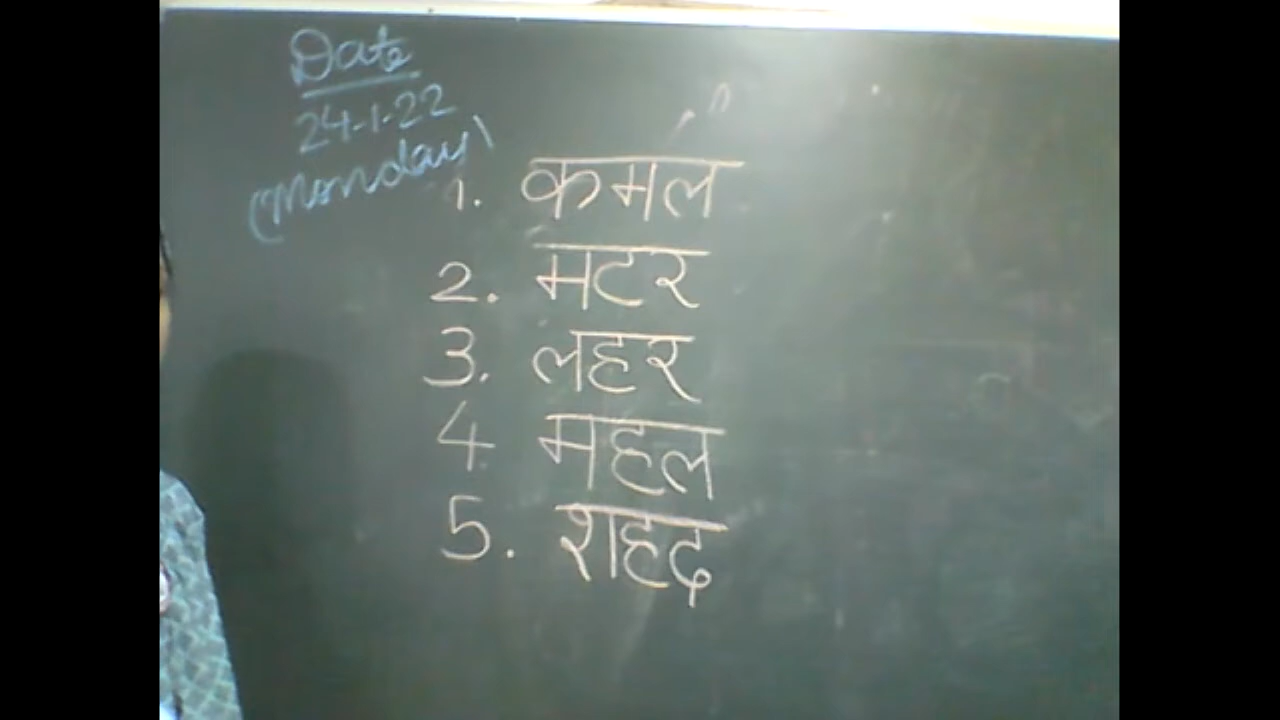 Date
24-1-22
(Monday)
1. कमल
2. मटर
3. लहर
4. महल
5. शहद